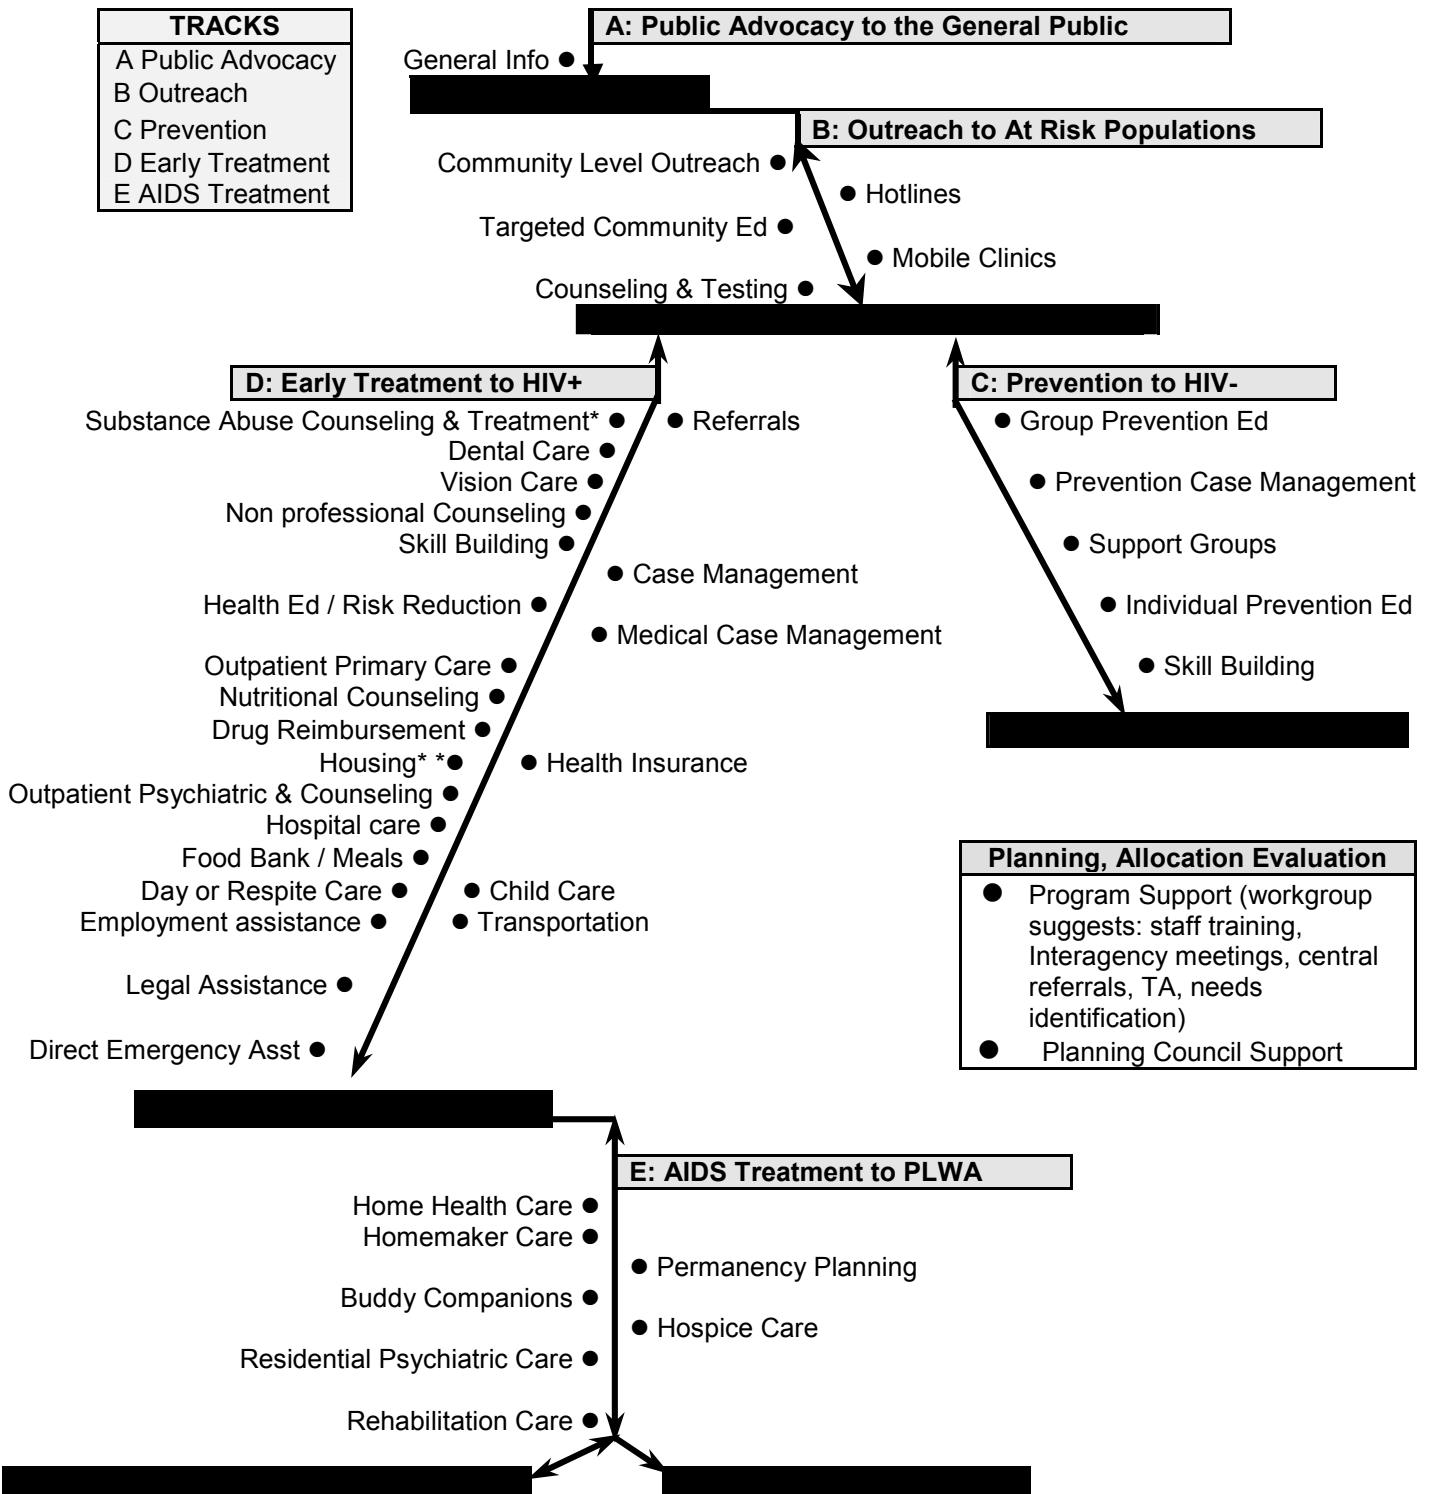 TRACKS
A Public Advocacy
B Outreach
C Prevention
D Early Treatment
E AIDS Treatment
A: Public Advocacy to the General Public
General Info ●
B: Outreach to At Risk Populations
Community Level Outreach ●
● Hotlines
Targeted Community Ed ●
● Mobile Clinics
Counseling & Testing ●
D: Early Treatment to HIV+
Substance Abuse Counseling & Treatment* ●
● Referrals
Dental Care ●
Vision Care ●
Non professional Counseling ●
Skill Building ●
● Case Management
Health Ed / Risk Reduction ●
● Medical Case Management
Outpatient Primary Care ●
Nutritional Counseling ●
Drug Reimbursement ●
Housing* *●
● Health Insurance
Outpatient Psychiatric & Counseling ●
Hospital care ●
Food Bank / Meals ●
Day or Respite Care ●
● Child Care
Employment assistance ●
● Transportation
Legal Assistance ●
Direct Emergency Asst ●
C: Prevention to HIV-
● Group Prevention Ed
● Prevention Case Management
● Support Groups
● Individual Prevention Ed
● Skill Building
Planning, Allocation Evaluation
● Program Support (workgroup
suggests: staff training,
Interagency meetings, central
referrals, TA, needs
identification)
● Planning Council Support
E: AIDS Treatment to PLWA
Home Health Care ●
Homemaker Care ●
● Permanency Planning
Buddy Companions ●
● Hospice Care
Residential Psychiatric Care ●
Rehabilitation Care ●